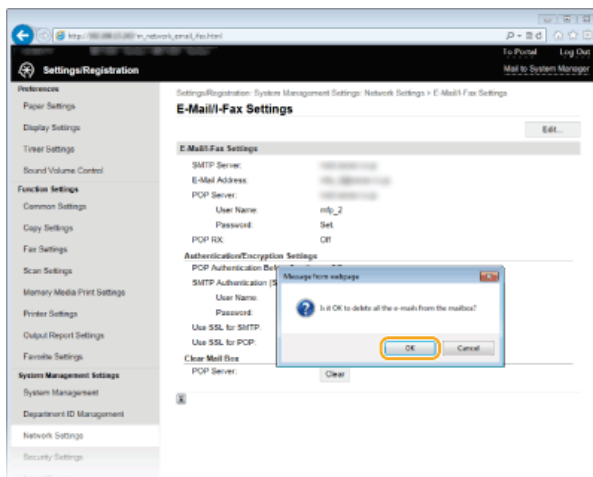 http://
m_network_email_ifax.html
To Portal Log Out
Settings/Registration
Mail to System Manager
Preferences
Paper Settings
Display Settings
Timer Settings
Sound Volume Control
Function Settings
Common Settings
Copy Settings
Fax Settings
Scan Settings
Memory Media Print Settings
Printer Settings
Output Report Settings
Favorite Settings
System Management Settings
System Management
Department ID Management
Network Settings
Security Settings
Settings/Registration: System Management Settings: Network Settings > E-Mail/I-Fax Settings
E-Mail/I-Fax Settings
Edit...
E-Mail/I-Fax Settings
SMTP Server:
E-Mail Address:
POP Server:
User Name: mfp_2
Password: Set
POP RX: Off
Authentication/Encryption Settings
POP Authentication Bef
SMTP Authentication (S
User Name:
Password:
Use SSL for SMTP:
Use SSL for POP:
Clear Mail Box
POP Server: Clear
Message from webpage
Is it OK to delete all the e-mails from the mailbox?
OK Cancel